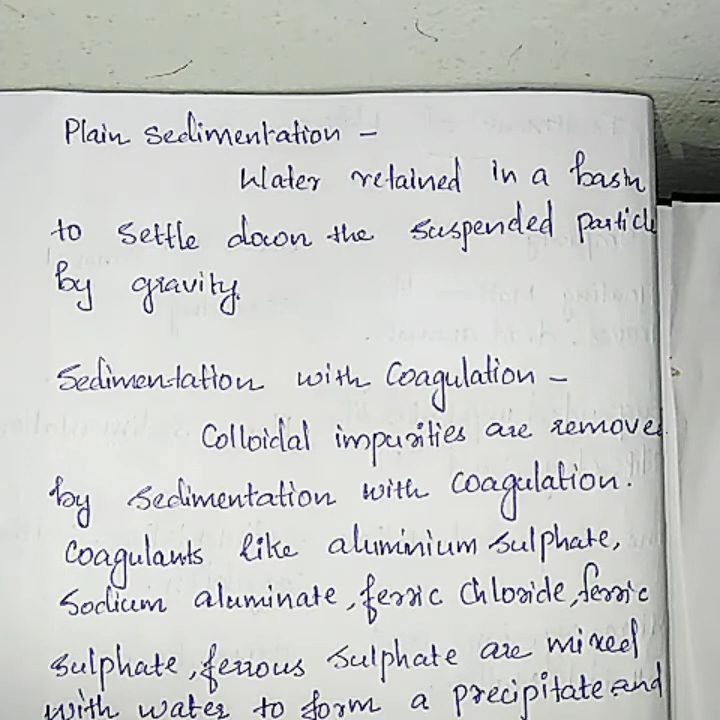 Plain Sedimentation –
Water retained in a basin
to settle down the suspended particle
by gravity.
Sedimentation with Coagulation –
Colloidal impurities are removed
by sedimentation with coagulation.
Coagulants like aluminium sulphate,
Sodium aluminate, ferric chloride, ferric
sulphate, ferrous sulphate are mixed
with water to form a precipitate and